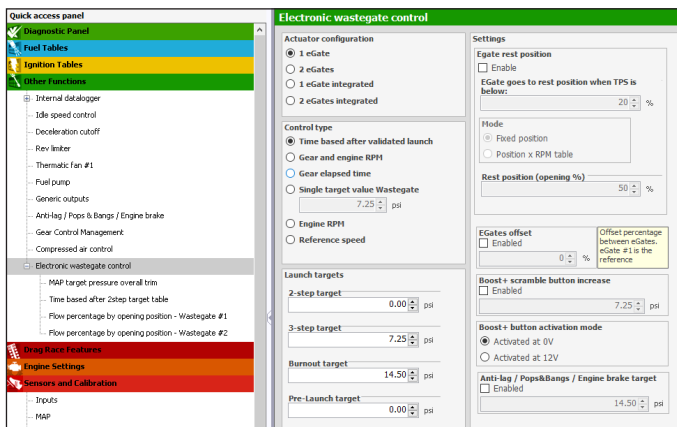 Quick access panel
Diagnostic Panel
Fuel Tables
Ignition Tables
Other Functions
Internal datalogger
Idle speed control
Deceleration cutoff
Rev limiter
Thermatic fan #1
Fuel pump
Generic outputs
Anti-lag / Pops & Bangs / Engine brake
Gear Control Management
Compressed air control
Electronic wastegate control
MAP target pressure overall trim
Time based after 2step target table
Flow percentage by opening position - Wastegate #1
Flow percentage by opening position - Wastegate #2
Drag Race Features
Engine Settings
Sensors and Calibration
Inputs
MAP
Electronic wastegate control
Actuator configuration
1 eGate
2 eGates
1 eGate integrated
2 eGates integrated
Control type
Time based after validated launch
Gear and engine RPM
Gear elapsed time
Single target value Wastegate
7.25 psi
Engine RPM
Reference speed
Launch targets
2-step target
0.00 psi
3-step target
7.25 psi
Burnout target
14.50 psi
Pre-Launch target
0.00 psi
Settings
Egate rest position
Enable
EGate goes to rest position when TPS is
below:
20 %
Mode
Fixed position
Position x RPM table
Rest position (opening %)
50 %
EGates offset
Enabled
0 %
Offset percentage
between eGates.
eGate #1 is the
reference
Boost+ scramble button increase
Enabled
7.25 psi
Boost+ button activation mode
Activated at 0V
Activated at 12V
Anti-lag / Pops&Bangs / Engine brake target
Enabled
14.50 psi